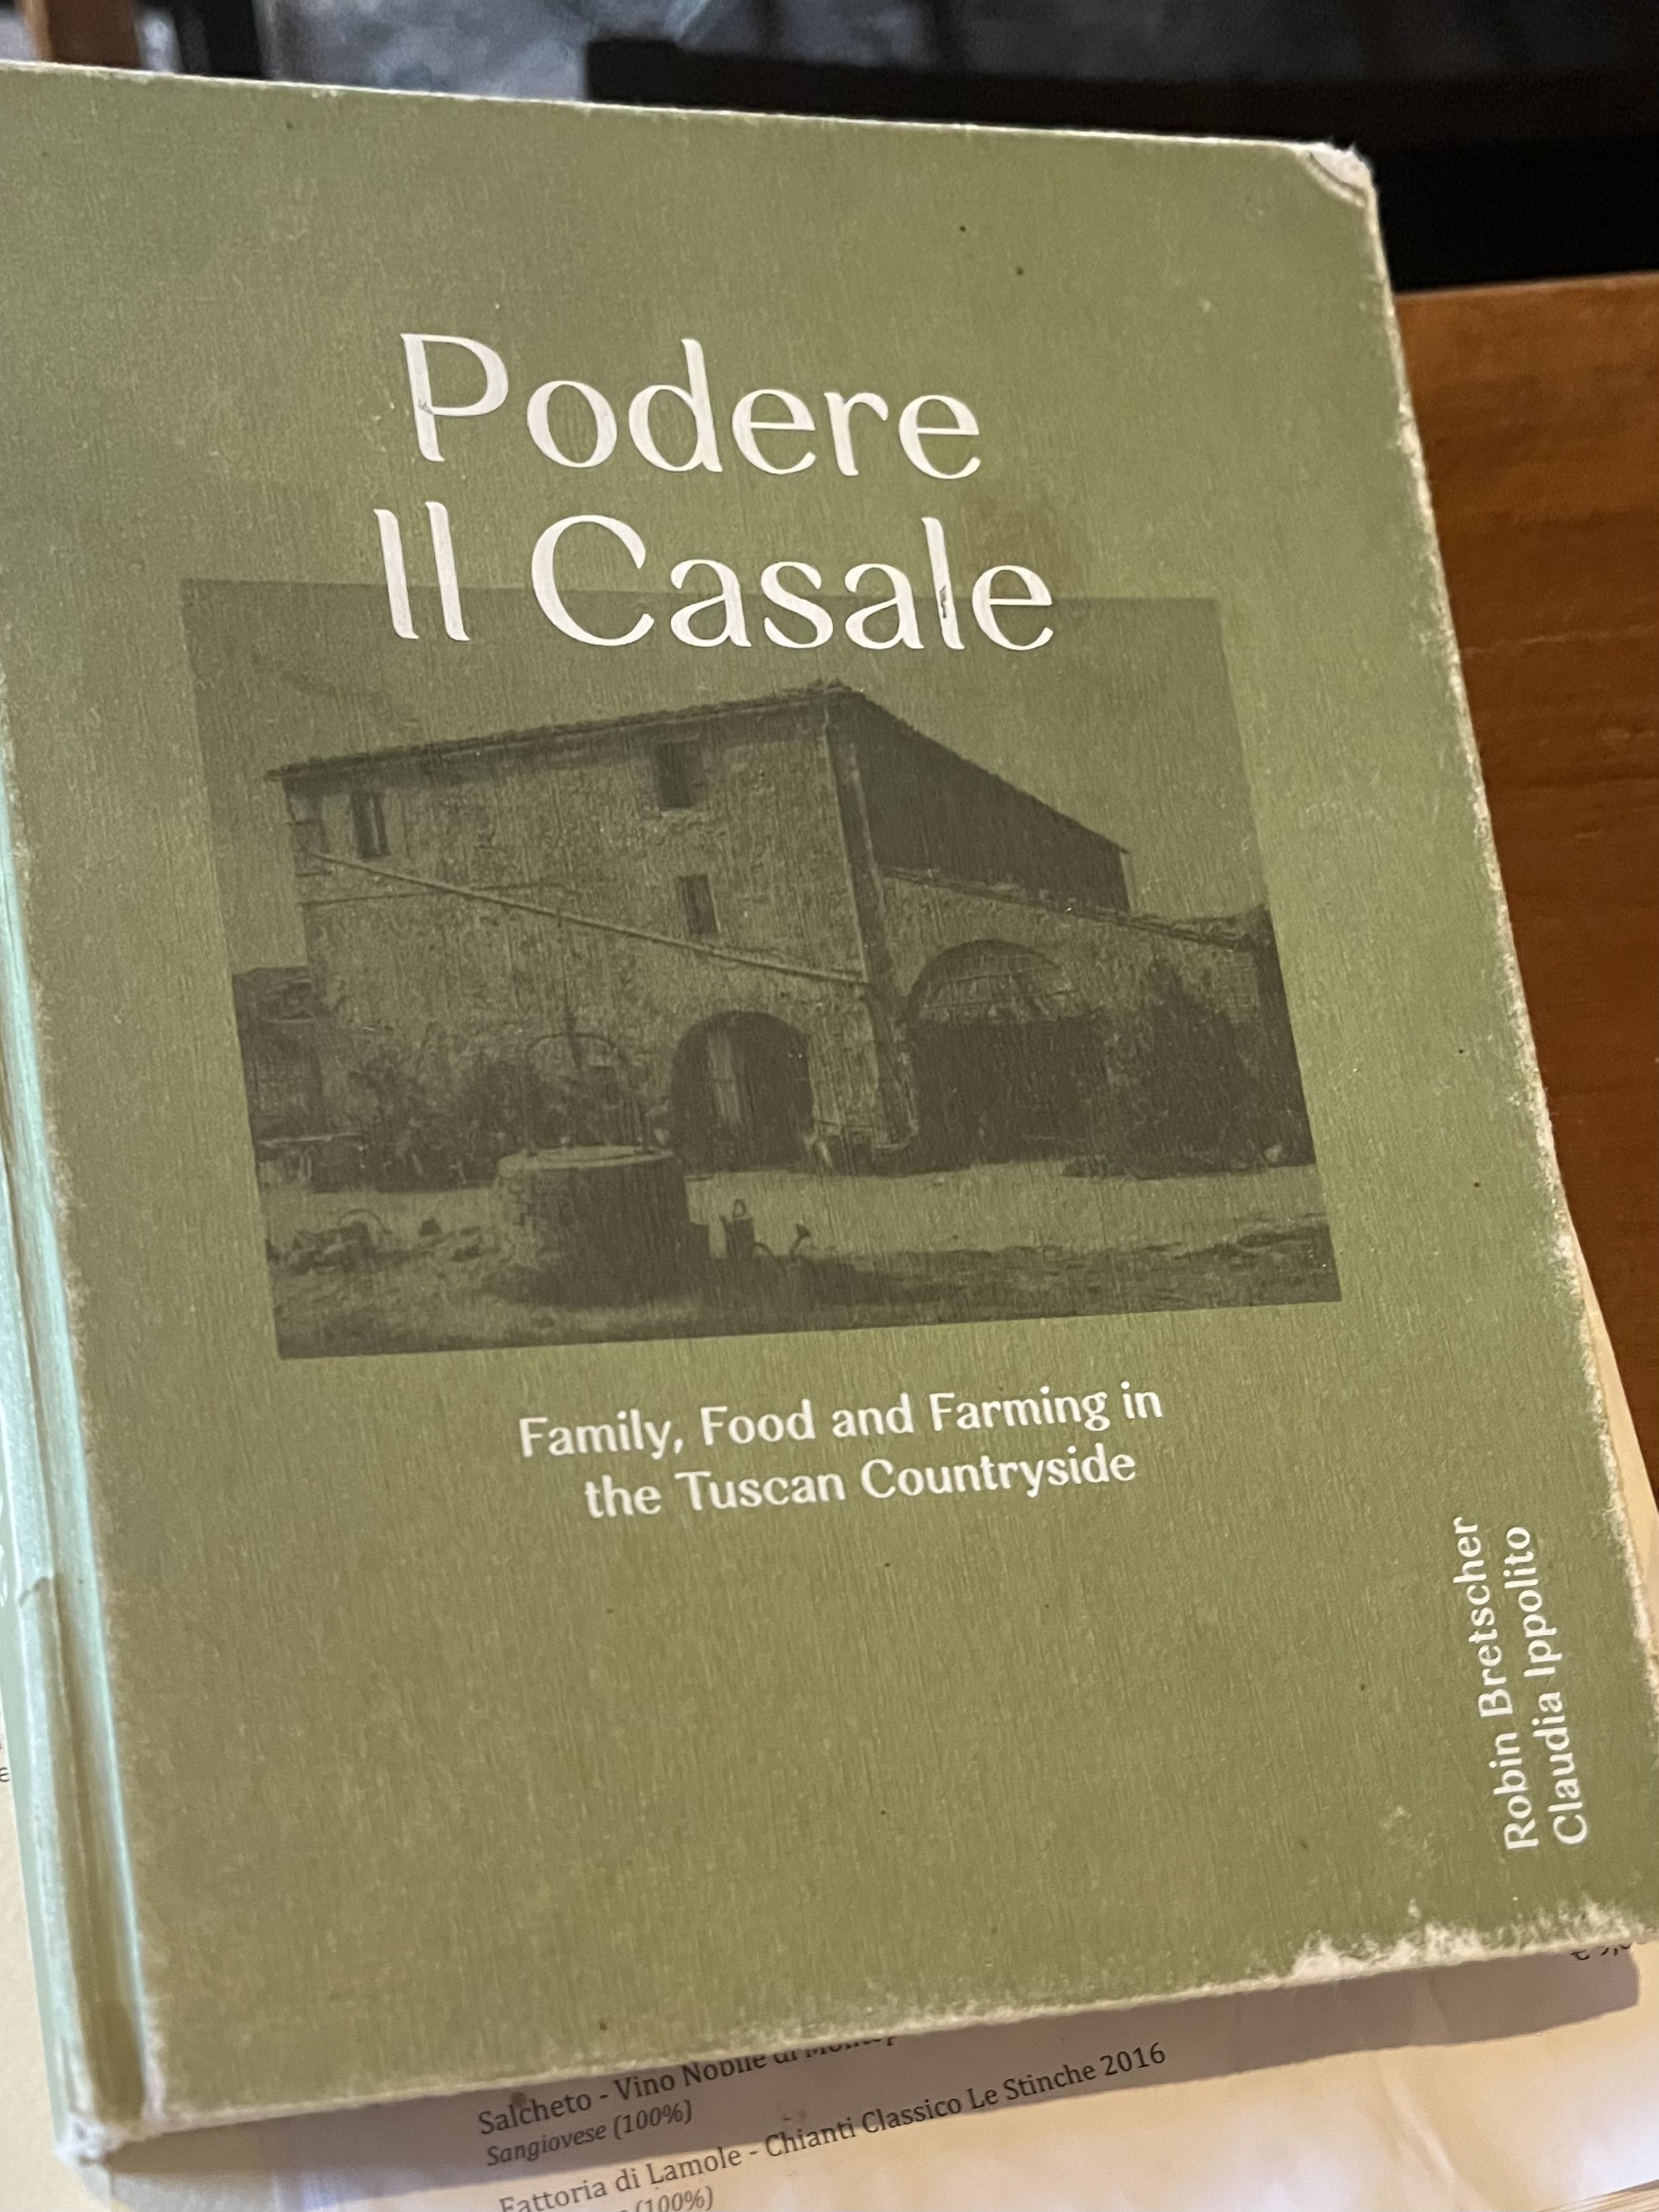 Podere
Il Casale
Family, Food and Farming in
the Tuscan Countryside
Robin Bretscher
Claudia Ippolito
Salcheto - Vino Nobile di
Sangiovese (100%)
Fattoria di Lamole - Chianti Classico Le Stinche 2016
(100%)